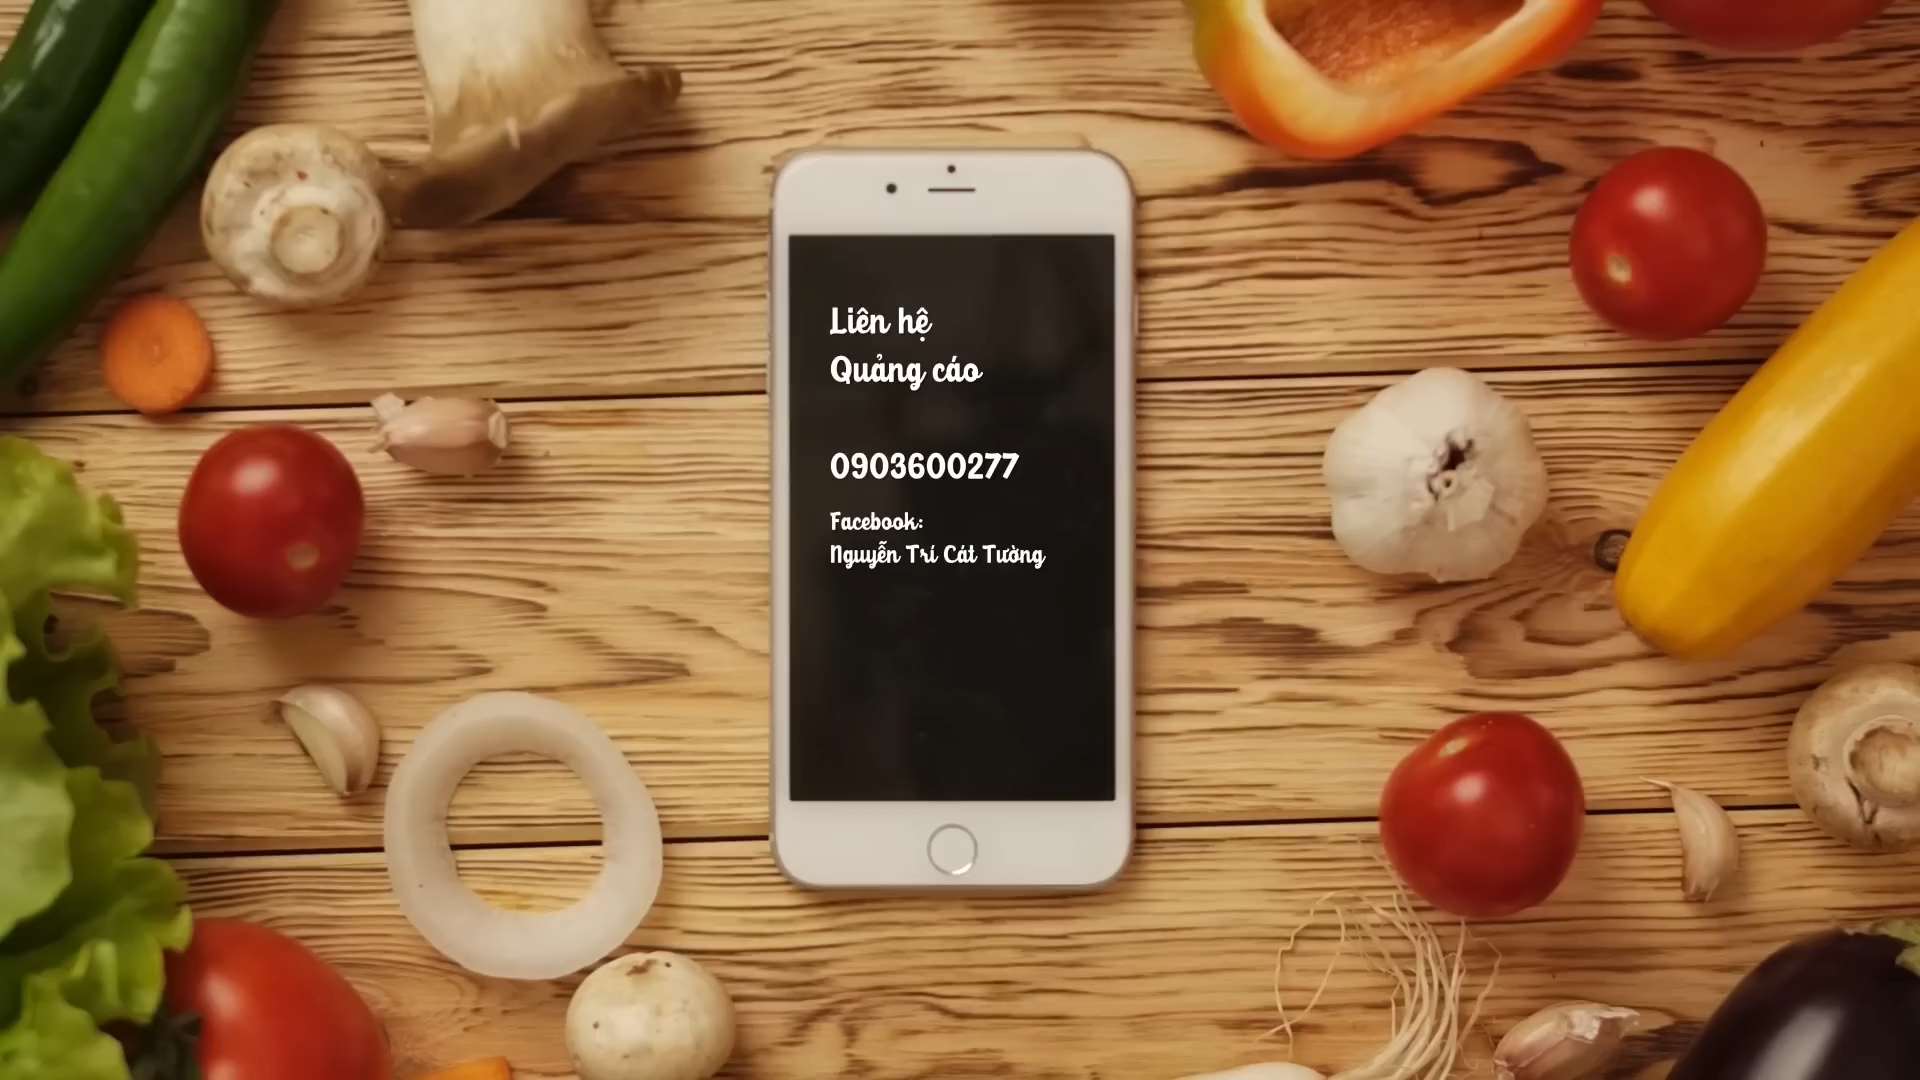 Liên hệ
Quảng cáo
0903600277
Facebook:
Nguyễn Trí Cát Tường